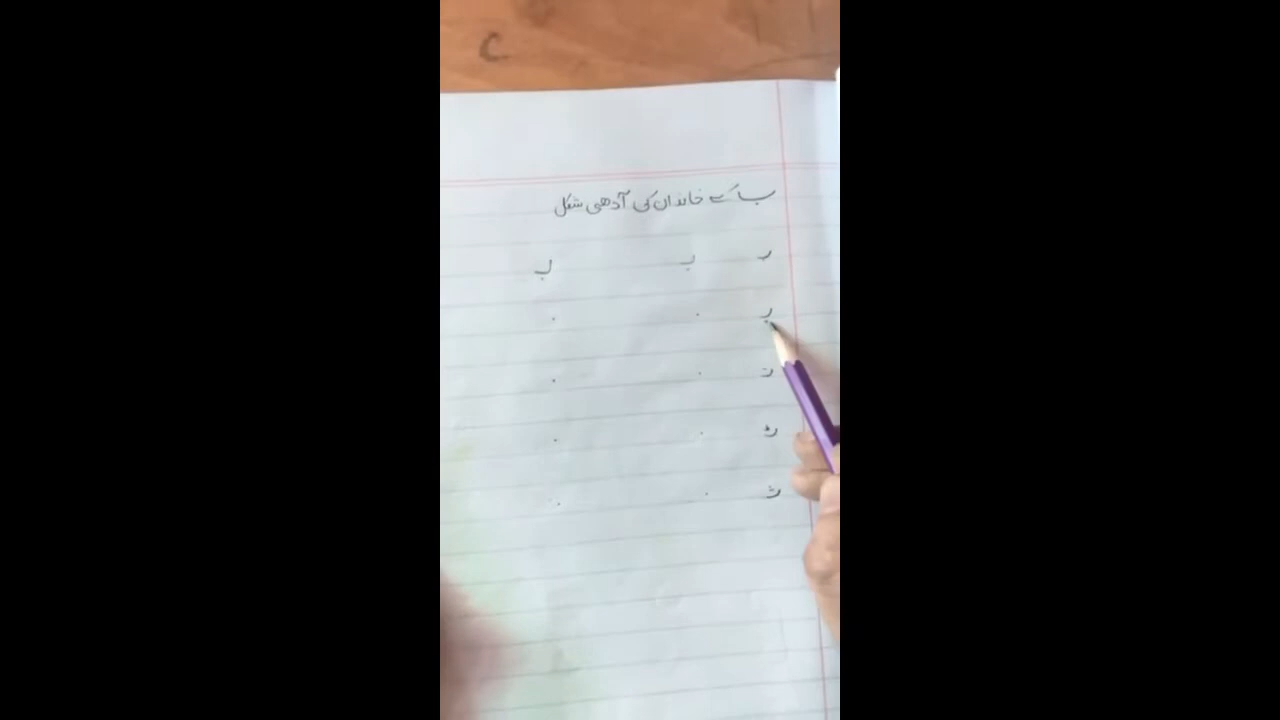 ب کے خاندان کی آدھی شکل
بـ بـ بـ
پـ
تـ
ٹـ
ثـ